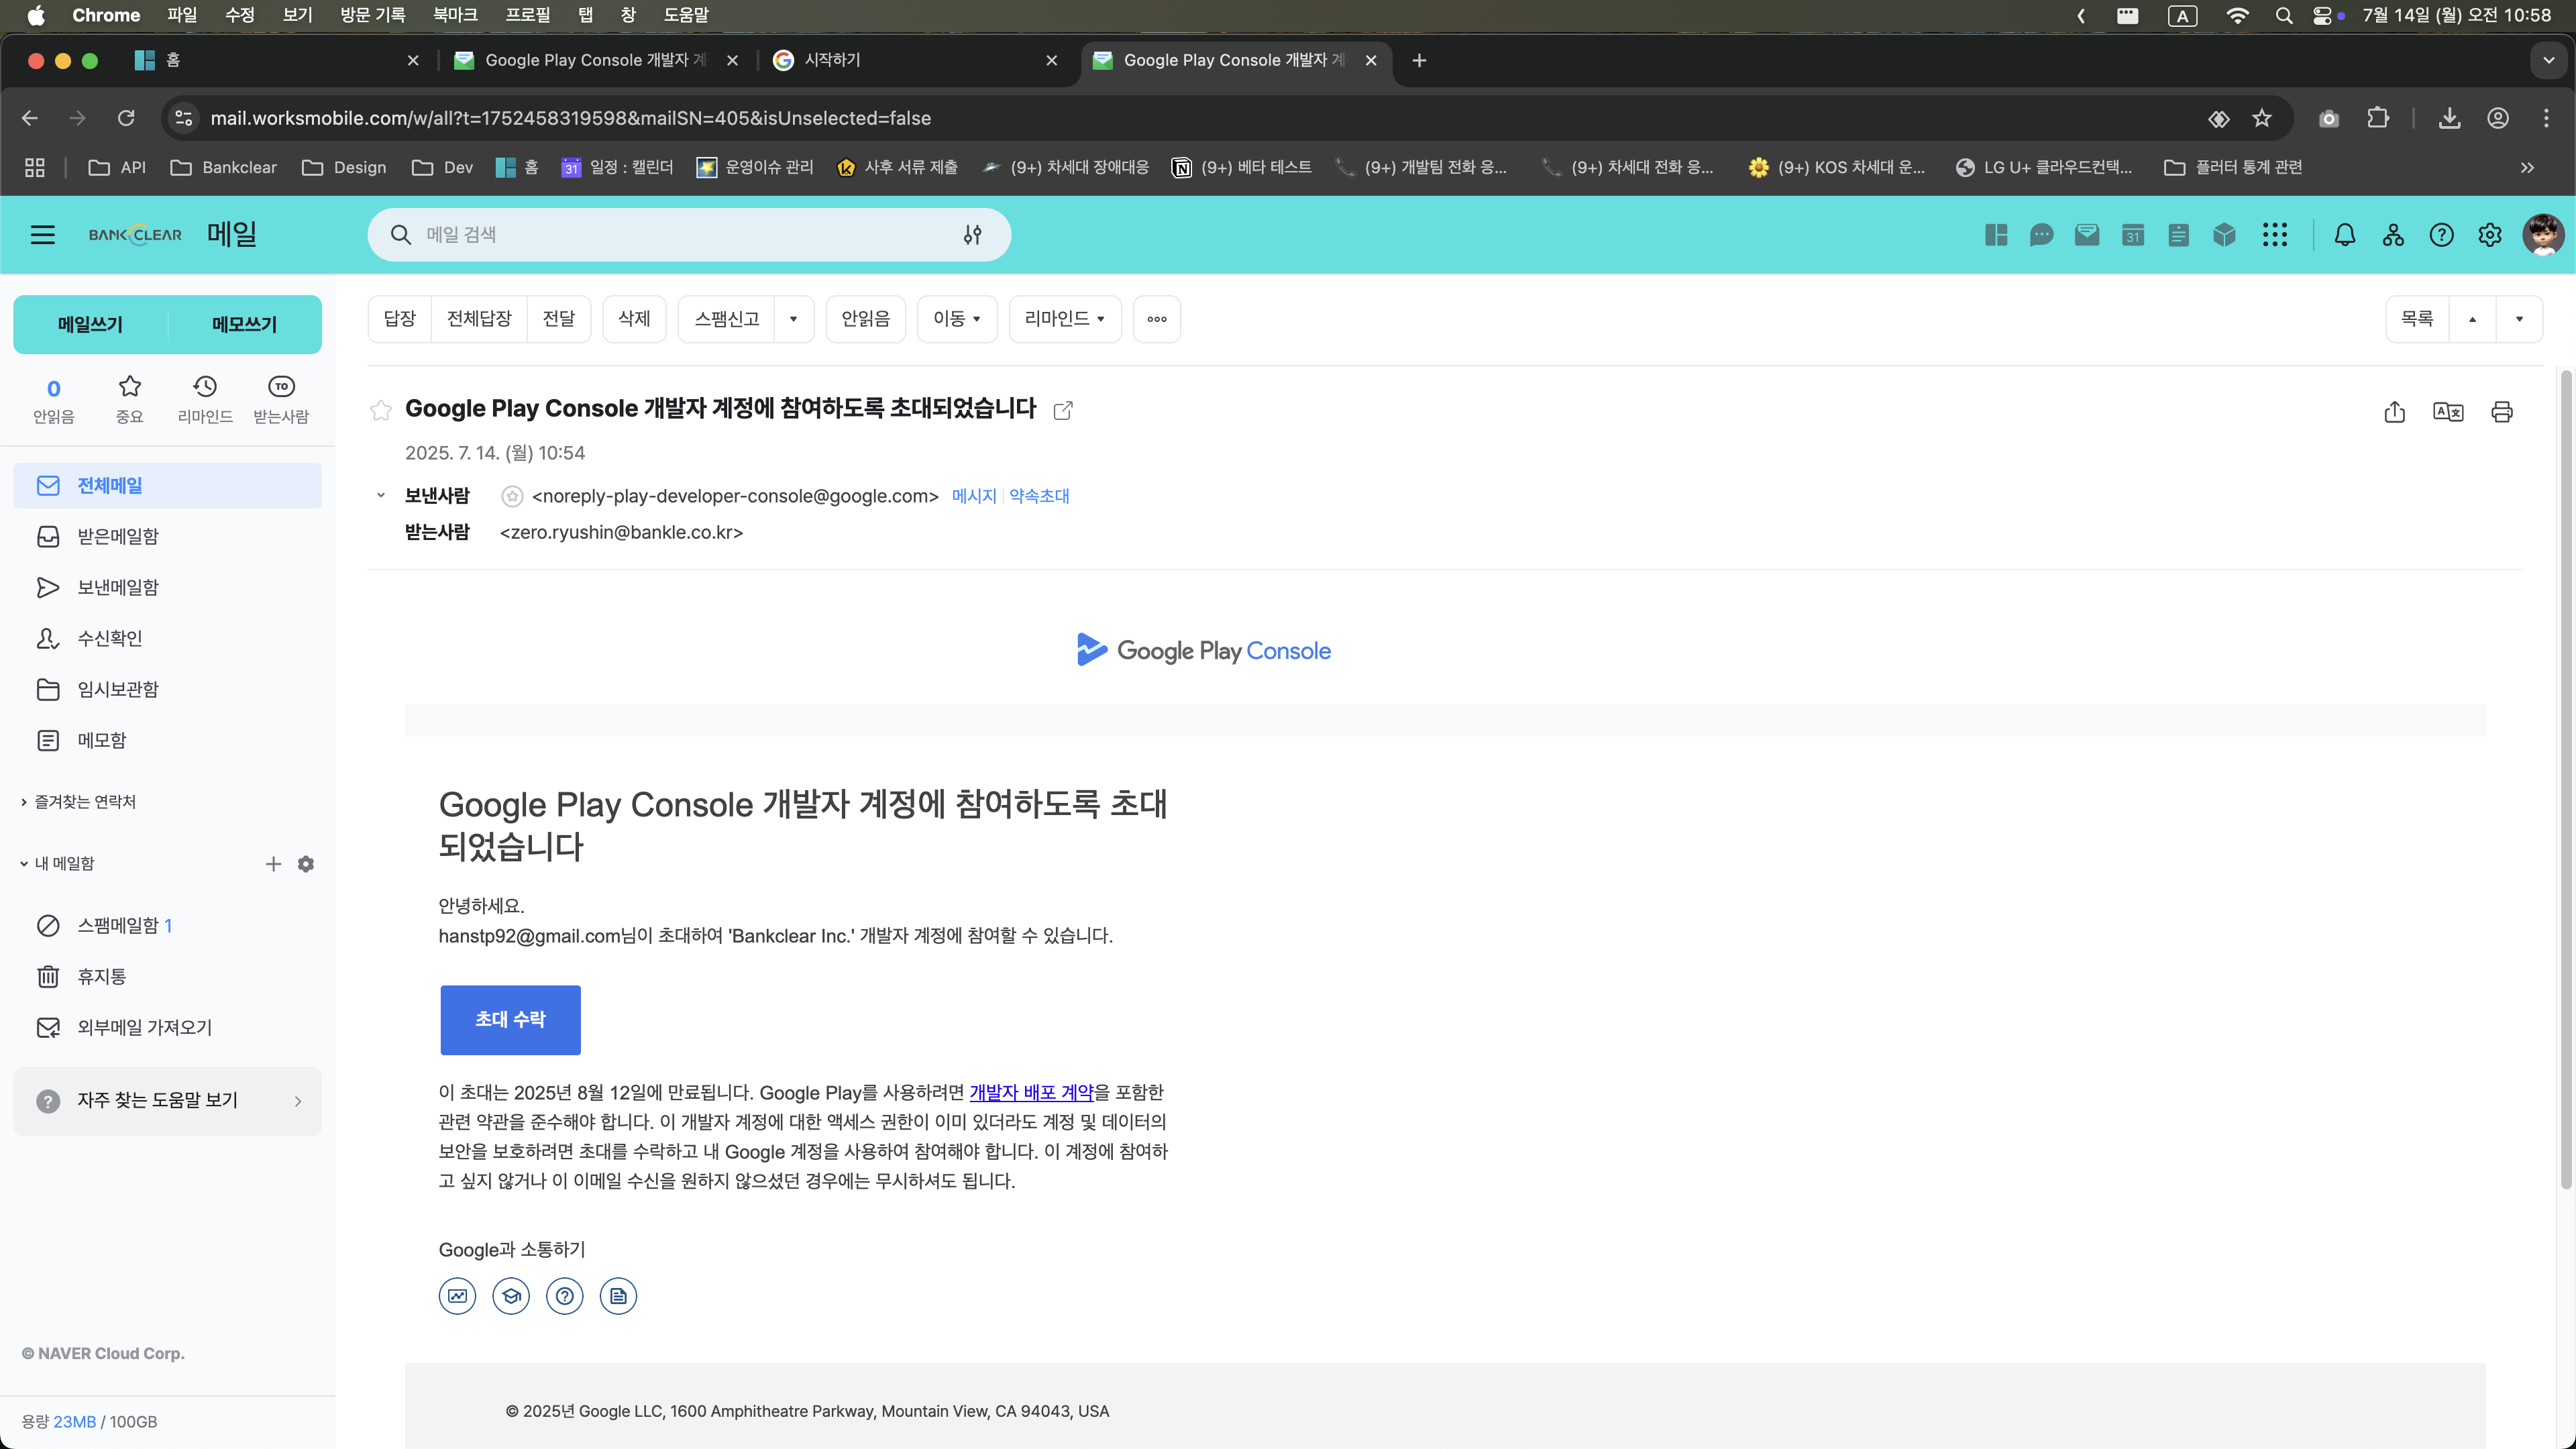 Chrome 파일 수정 보기 방문 기록 북마크 프로필 탭 창 도움말
A 7월 14일 (월) 오전 10:58
홈
Google Play Console 개발자 계
시작하기
Google Play Console 개발자 계
mail.worksmobile.com/w/all?t=1752458319598&mailSN=405&isUnselected=false
API Bankclear Design Dev 홈 31 일정 : 캘린더 운영이슈 관리 사후 서류 제출 (9+) 차세대 장애대응 (9+) 베타 테스트 (9+) 개발팀 전화 응... (9+) 차세대 전화 응... (9+) KOS 차세대 운... LG U+ 클라우드컨택... 플러터 통계 관련
BANKCLEAR 메일 메일 검색
31
메일쓰기 메모쓰기
답장 전체답장 전달 삭제 스팸신고 안읽음 이동 리마인드 목록
0 TO
안읽음 중요 리마인드 받는사람
전체메일
받은메일함
보낸메일함
수신확인
임시보관함
메모함
즐겨찾는 연락처
내 메일함
스팸메일함 1
휴지통
외부메일 가져오기
자주 찾는 도움말 보기
© NAVER Cloud Corp.
용량 23MB / 100GB
Google Play Console 개발자 계정에 참여하도록 초대되었습니다
2025. 7. 14. (월) 10:54
보낸사람 <noreply-play-developer-console@google.com> 메시지 약속초대
받는사람 <zero.ryushin@bankle.co.kr>
Google Play Console
Google Play Console 개발자 계정에 참여하도록 초대
되었습니다
안녕하세요.
hanstp92@gmail.com님이 초대하여 'Bankclear Inc.' 개발자 계정에 참여할 수 있습니다.
초대 수락
이 초대는 2025년 8월 12일에 만료됩니다. Google Play를 사용하려면 개발자 배포 계약을 포함한
관련 약관을 준수해야 합니다. 이 개발자 계정에 대한 액세스 권한이 이미 있더라도 계정 및 데이터의
보안을 보호하려면 초대를 수락하고 내 Google 계정을 사용하여 참여해야 합니다. 이 계정에 참여하
고 싶지 않거나 이 이메일 수신을 원하지 않으셨던 경우에는 무시하셔도 됩니다.
Google과 소통하기
© 2025년 Google LLC, 1600 Amphitheatre Parkway, Mountain View, CA 94043, USA